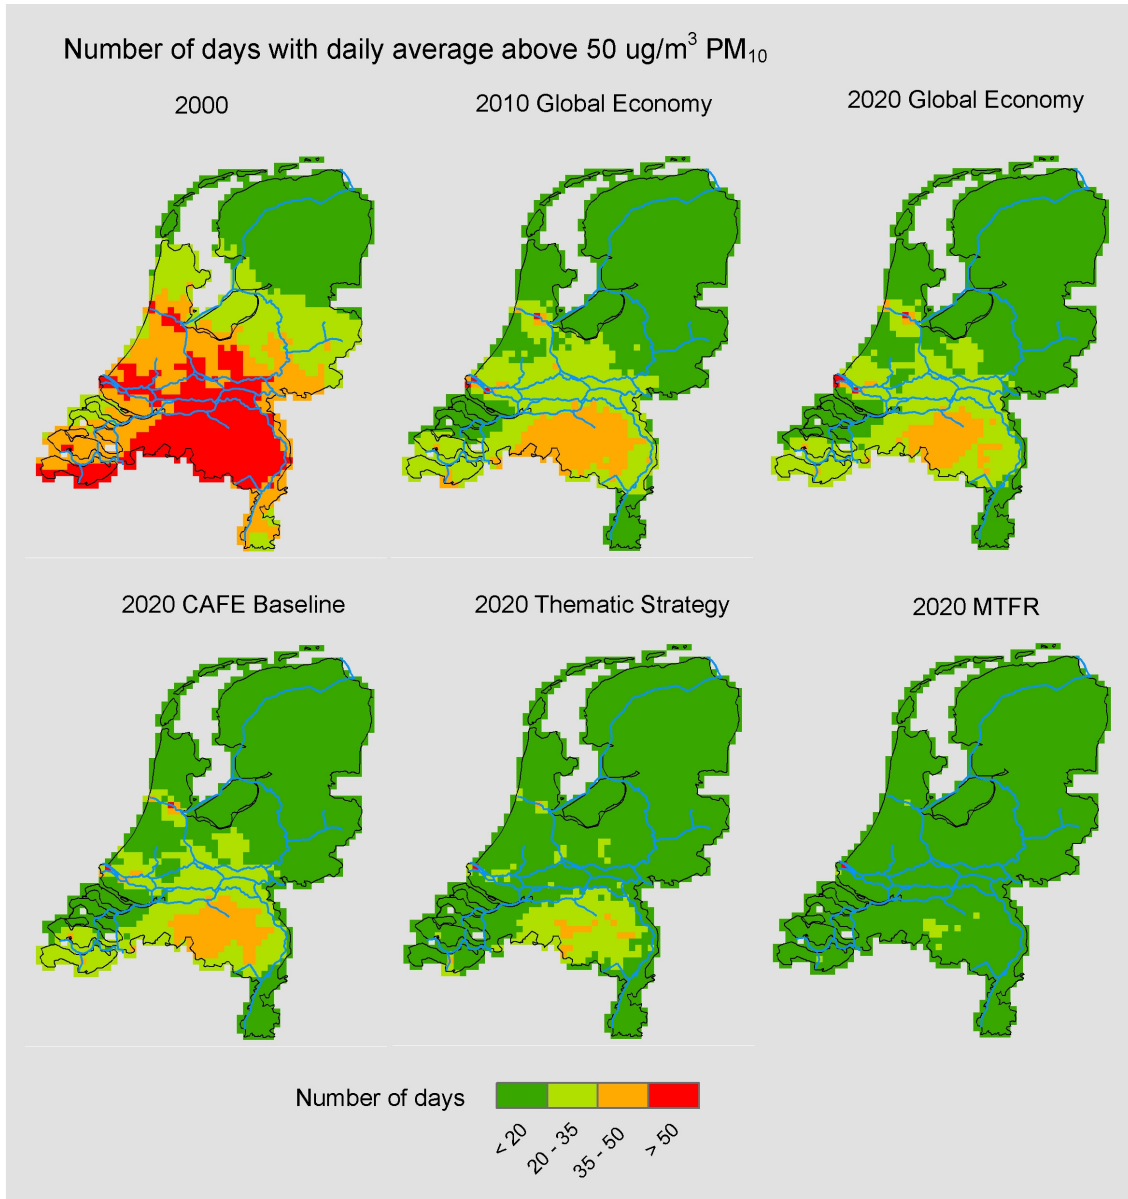 Number of days with daily average above 50 ug/m³ PM₁₀
2000
2010 Global Economy
2020 Global Economy
2020 CAFE Baseline
2020 Thematic Strategy
2020 MTFR
Number of days
< 20
20 - 35
35 - 50
> 50